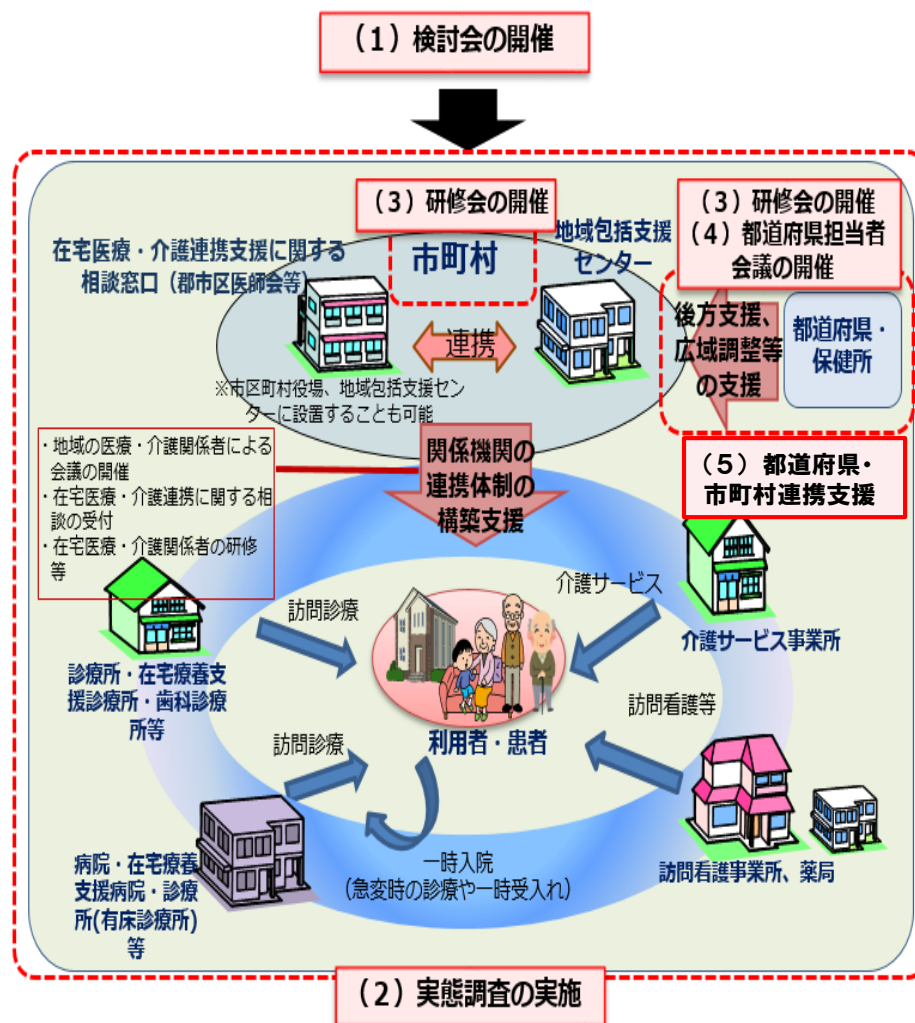 （1）検討会の開催
（3）研修会の開催
（3）研修会の開催
（4）都道府県担当者
会議の開催
在宅医療・介護連携支援に関する
相談窓口（郡市区医師会等）
市町村
地域包括支援
センター
連携
後方支援、
広域調整等
の支援
都道府県・
保健所
※市区町村役場、地域包括支援セン
ターに設置することも可能
（5）都道府県・
市町村連携支援
・地域の医療・介護関係者による
会議の開催
・在宅医療・介護連携に関する相
談の受付
・在宅医療・介護関係者の研修
等
関係機関の
連携体制の
構築支援
訪問診療
介護サービス
介護サービス事業所
診療所・在宅療養支
援診療所・歯科診療
所等
利用者・患者
訪問看護等
訪問診療
病院・在宅療養
支援病院・診療
所(有床診療所)
等
一時入院
（急変時の診療や一時受入れ）
訪問看護事業所、薬局
（2）実態調査の実施